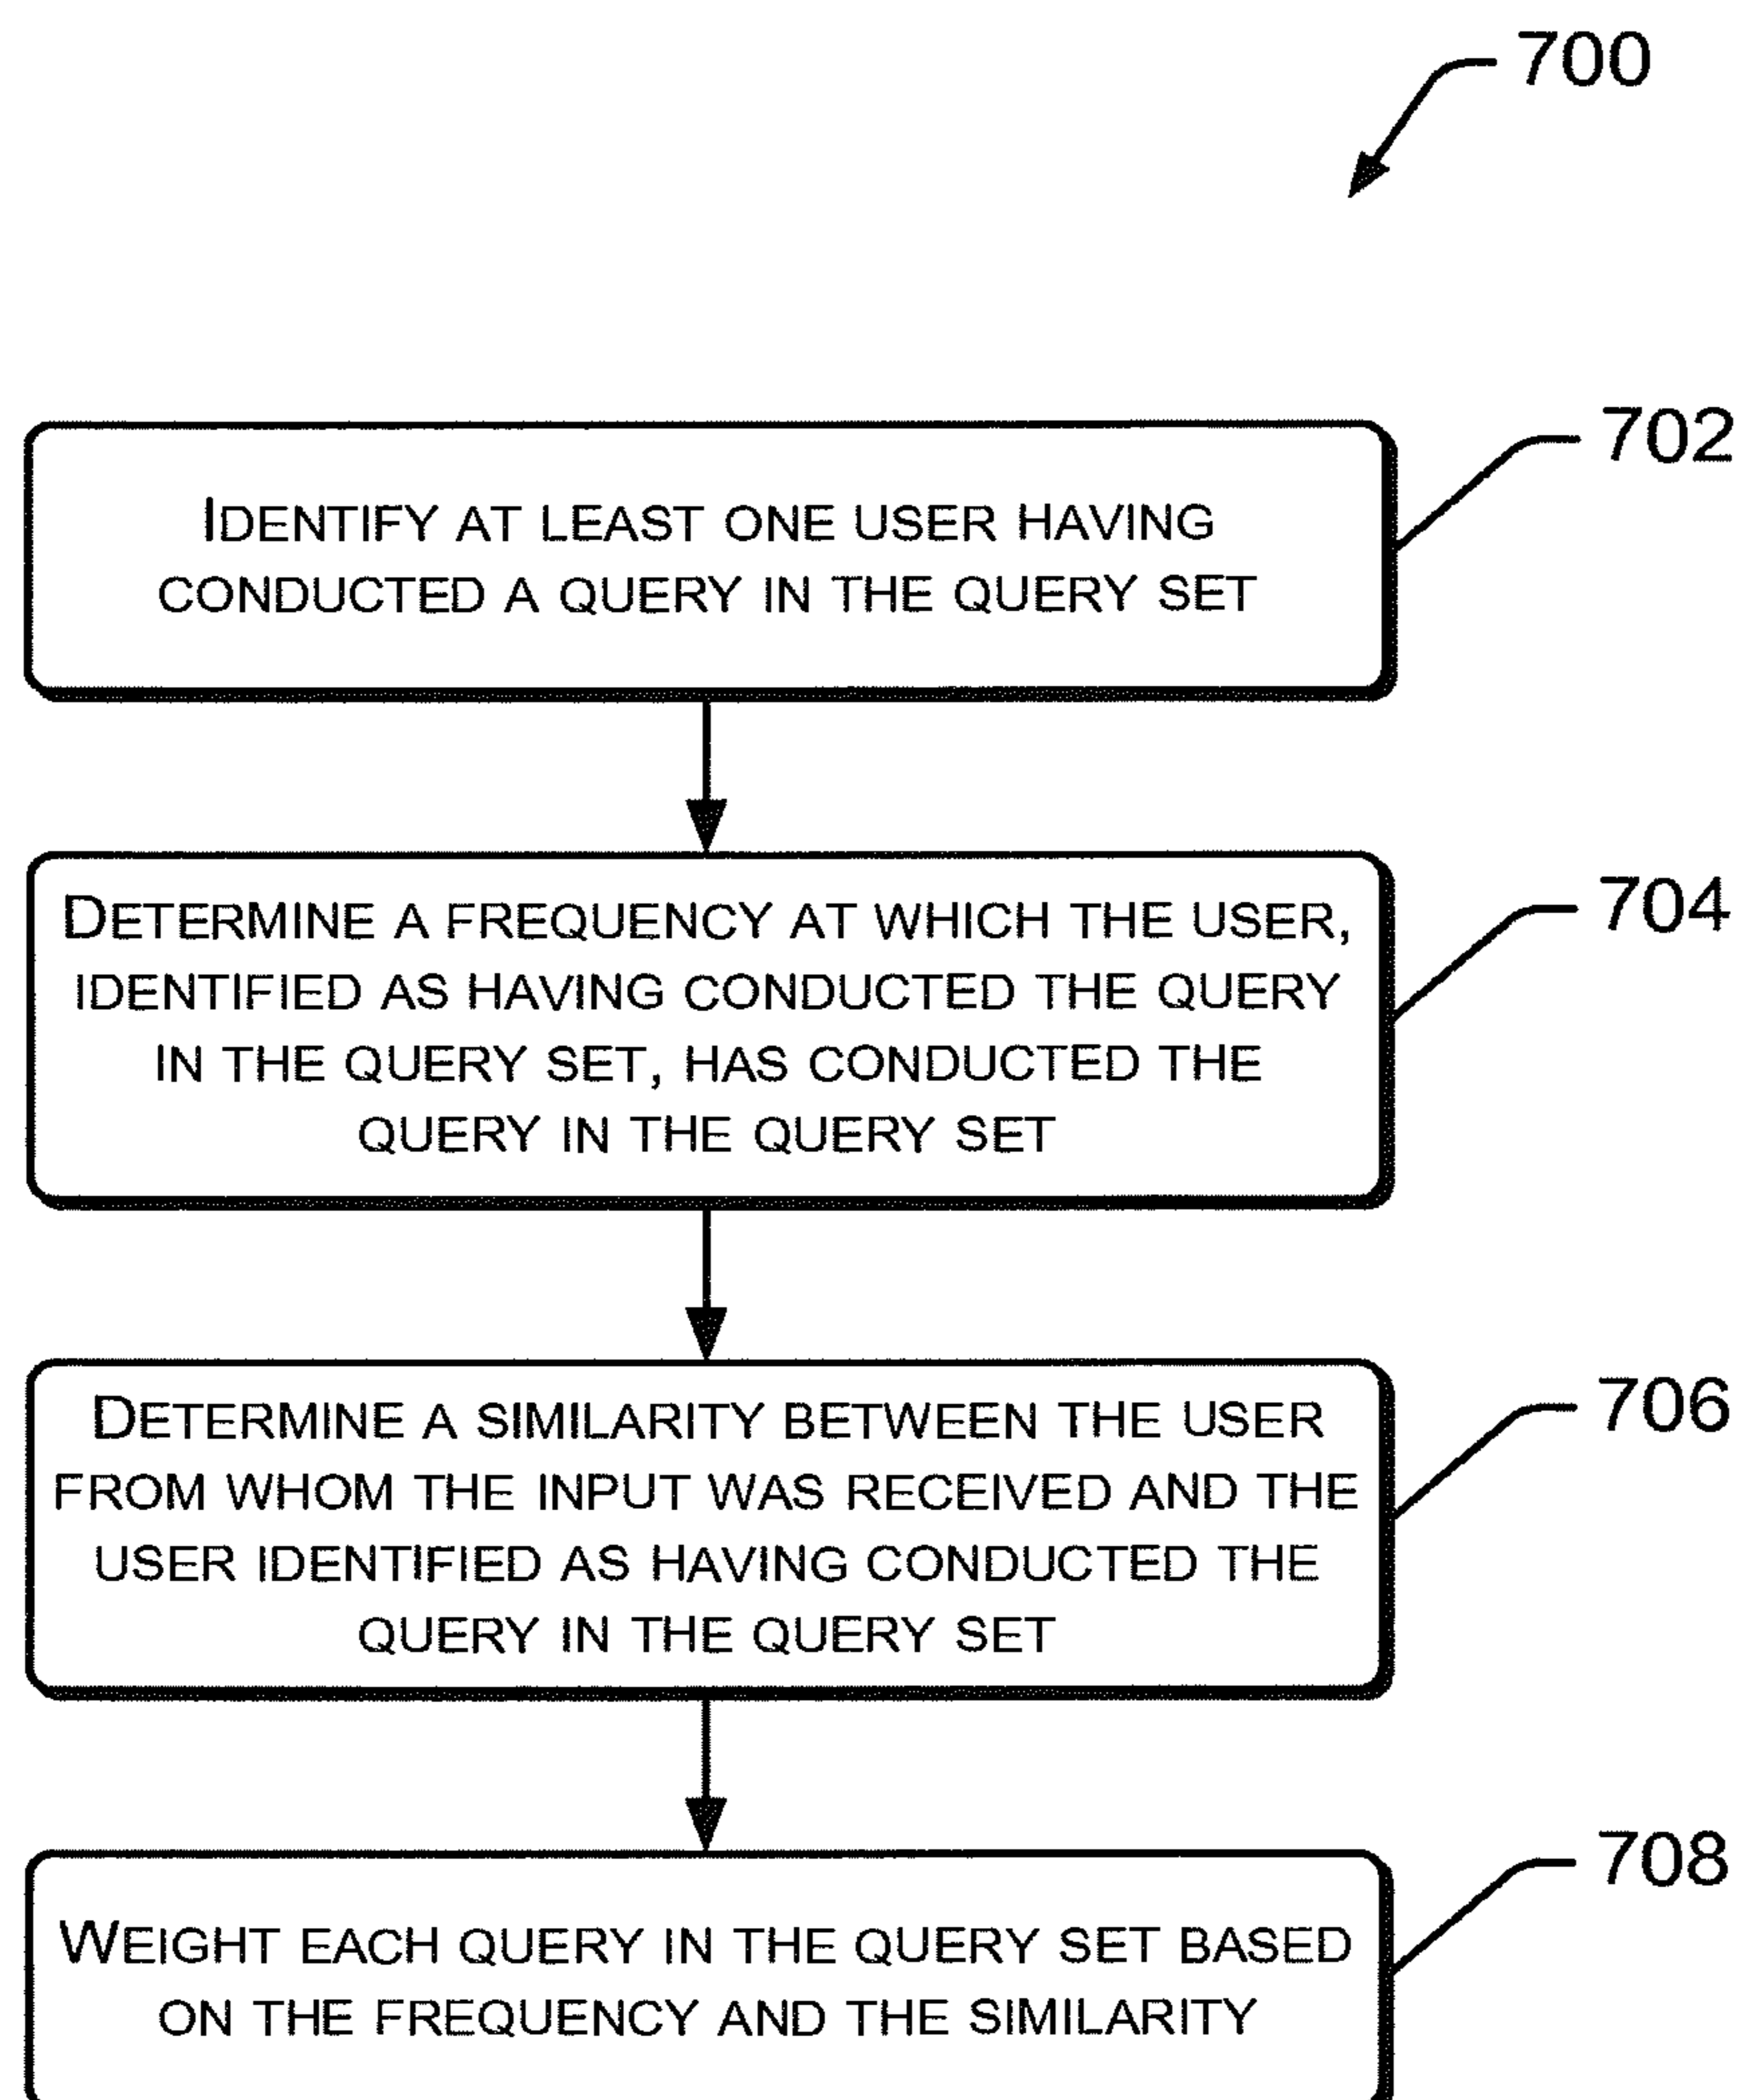 700
702
IDENTIFY AT LEAST ONE USER HAVING
CONDUCTED A QUERY IN THE QUERY SET
704
DETERMINE A FREQUENCY AT WHICH THE USER,
IDENTIFIED AS HAVING CONDUCTED THE QUERY
IN THE QUERY SET, HAS CONDUCTED THE
QUERY IN THE QUERY SET
706
DETERMINE A SIMILARITY BETWEEN THE USER
FROM WHOM THE INPUT WAS RECEIVED AND THE
USER IDENTIFIED AS HAVING CONDUCTED THE
QUERY IN THE QUERY SET
708
WEIGHT EACH QUERY IN THE QUERY SET BASED
ON THE FREQUENCY AND THE SIMILARITY